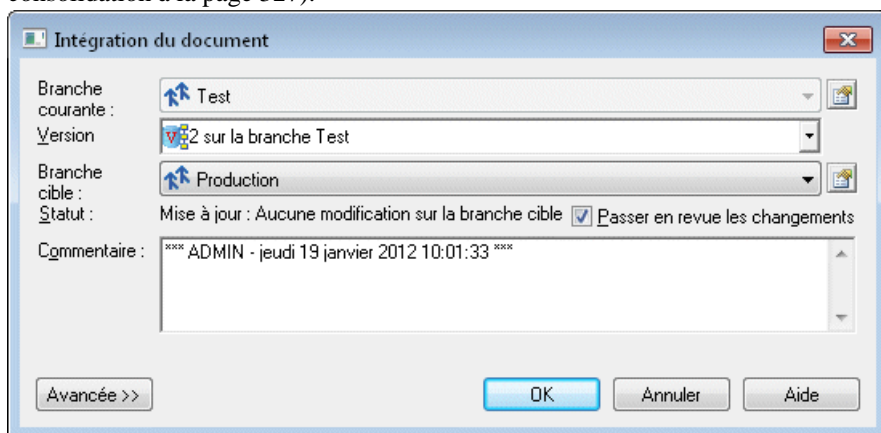 consolidation à la page 327).
Intégration du document
Branche courante :
Test
Version
2 sur la branche Test
Branche cible :
Production
Statut :
Mise à jour : Aucune modification sur la branche cible
Passer en revue les changements
Commentaire :
*** ADMIN - jeudi 19 janvier 2012 10:01:33 ***
Avancée >>
OK
Annuler
Aide